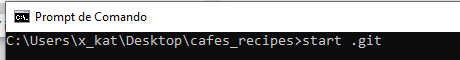 Prompt de Comando
C:\Users\x_kat\Desktop\cafes_recipes>start .git